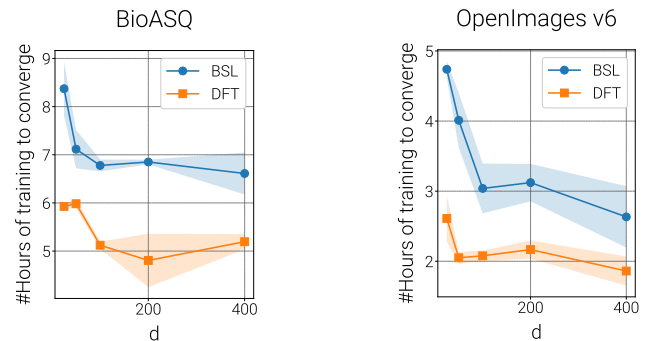 BioASQ
#Hours of training to converge
9
8
7
6
5
200
400
d
BSL
DFT
OpenImages v6
#Hours of training to converge
5
4
3
2
200
400
d
BSL
DFT